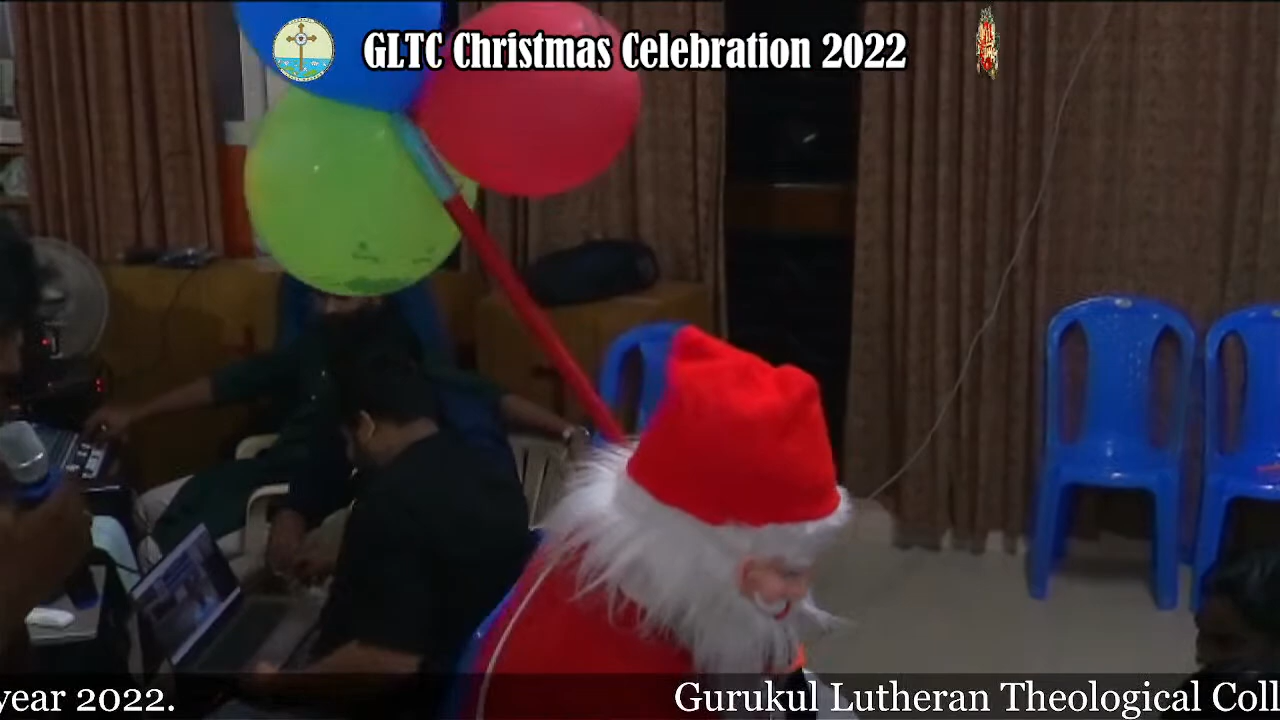 GLTC Christmas Celebration 2022
year 2022. Gurukul Lutheran Theological Coll